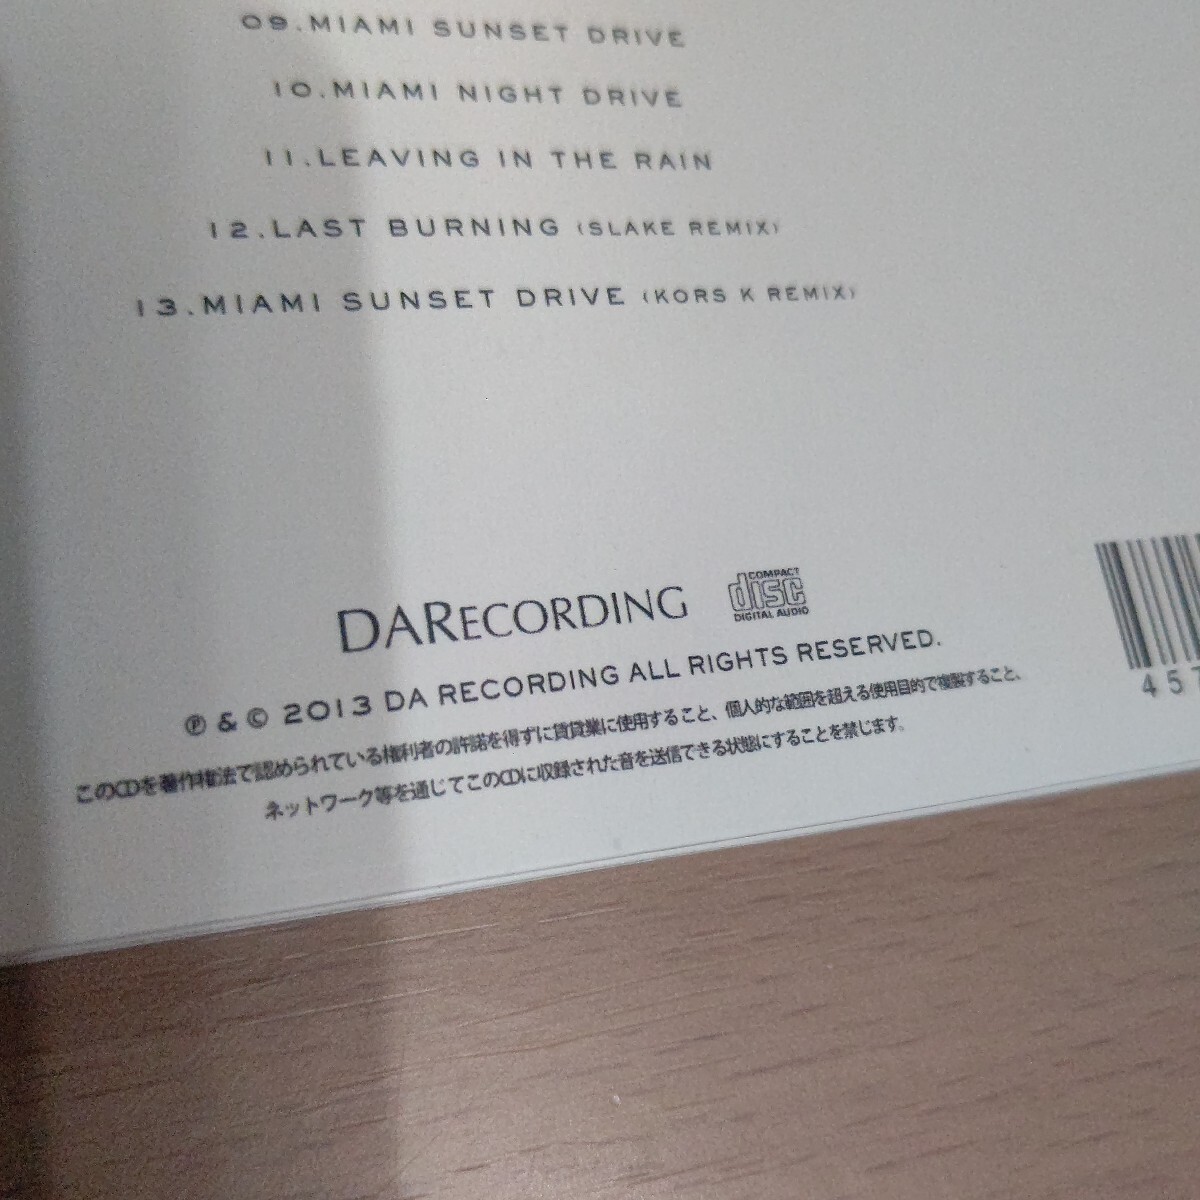 09.MIAMI SUNSET DRIVE
10.MIAMI NIGHT DRIVE
11.LEAVING IN THE RAIN
12.LAST BURNING (SLAKE REMIX)
13.MIAMI SUNSET DRIVE (KORS K REMIX)
DARECORDING COMPACT disc DIGITAL AUDIO
℗ & © 2013 DA RECORDING ALL RIGHTS RESERVED.
このCDを著作権法で認められている権利者の許諾を得ずに賃貸業に使用すること、個人的な範囲を超える使用目的で複製すること、
ネットワーク等を通じてこのCDに収録された音を送信できる状態にすることを禁じます。
457